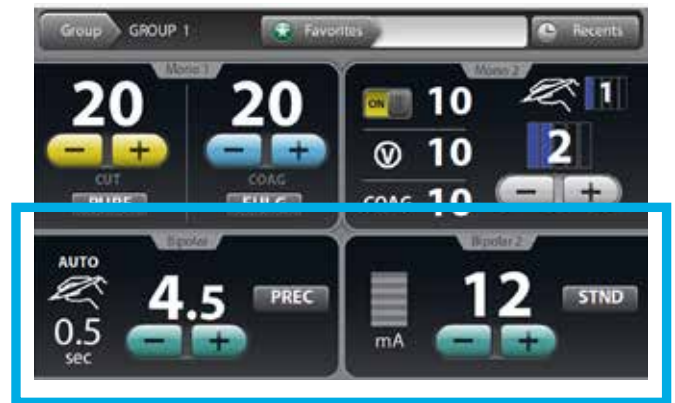 Group GROUP 1 Favorites Recents
Mono 1
20 20
− + − +
CUT COAG
PURE FULG
Mono 2
ON 10 1
V 10 2
COAG 10 − +
Bipolar
AUTO
4.5 PREC
0.5
sec
− +
Bipolar 2
12 STND
mA − +